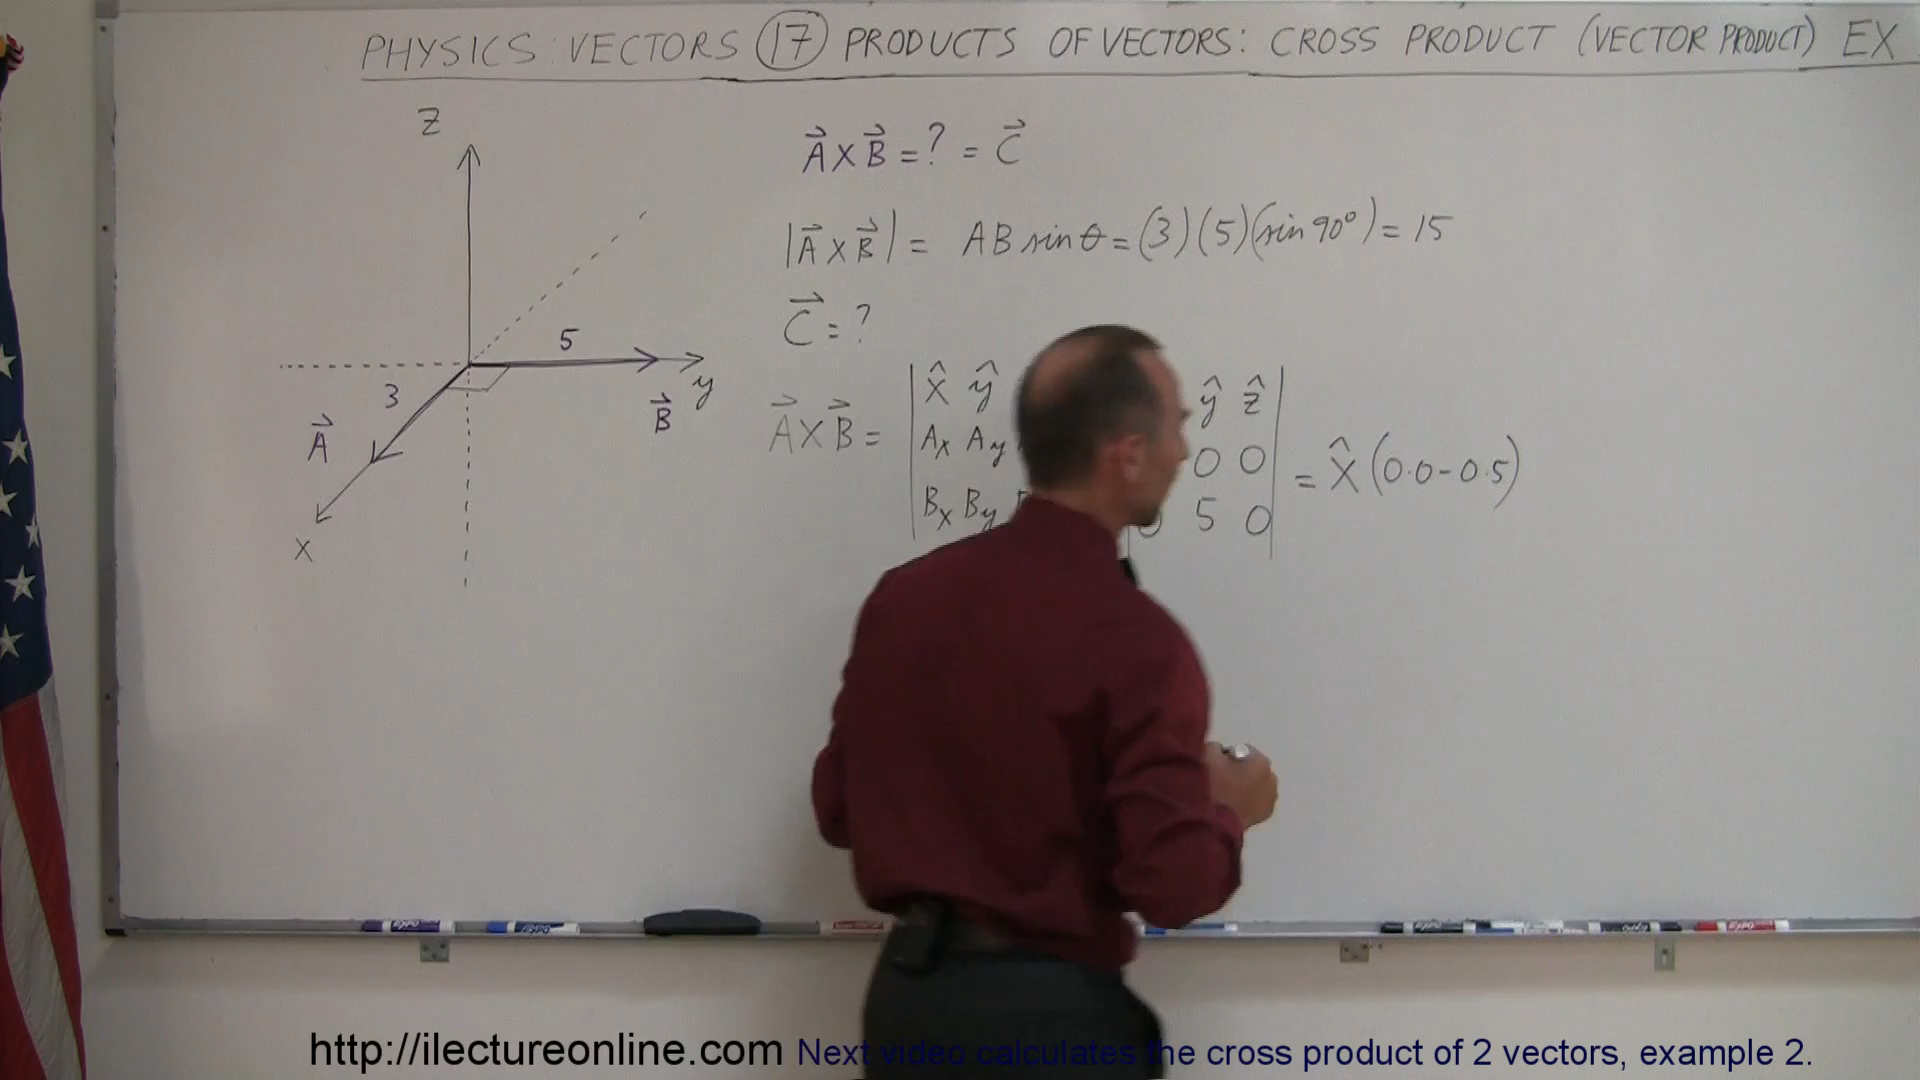 PHYSICS: VECTORS 17 PRODUCTS OF VECTORS: CROSS PRODUCT (VECTOR PRODUCT) EX
Z
5
y
B⃗
3
A⃗
X
A⃗ X B⃗ = ? = C⃗
|A⃗ X B⃗| = AB sin θ = (3)(5)(sin 90°) = 15
C⃗ = ?
A⃗ X B⃗ = | = X̂ (0·0 - 0·5)
X̂ ŷ ŷ ẑ
Ax Ay 0 0
Bx By 5 0
http://ilectureonline.com Next video calculates the cross product of 2 vectors, example 2.